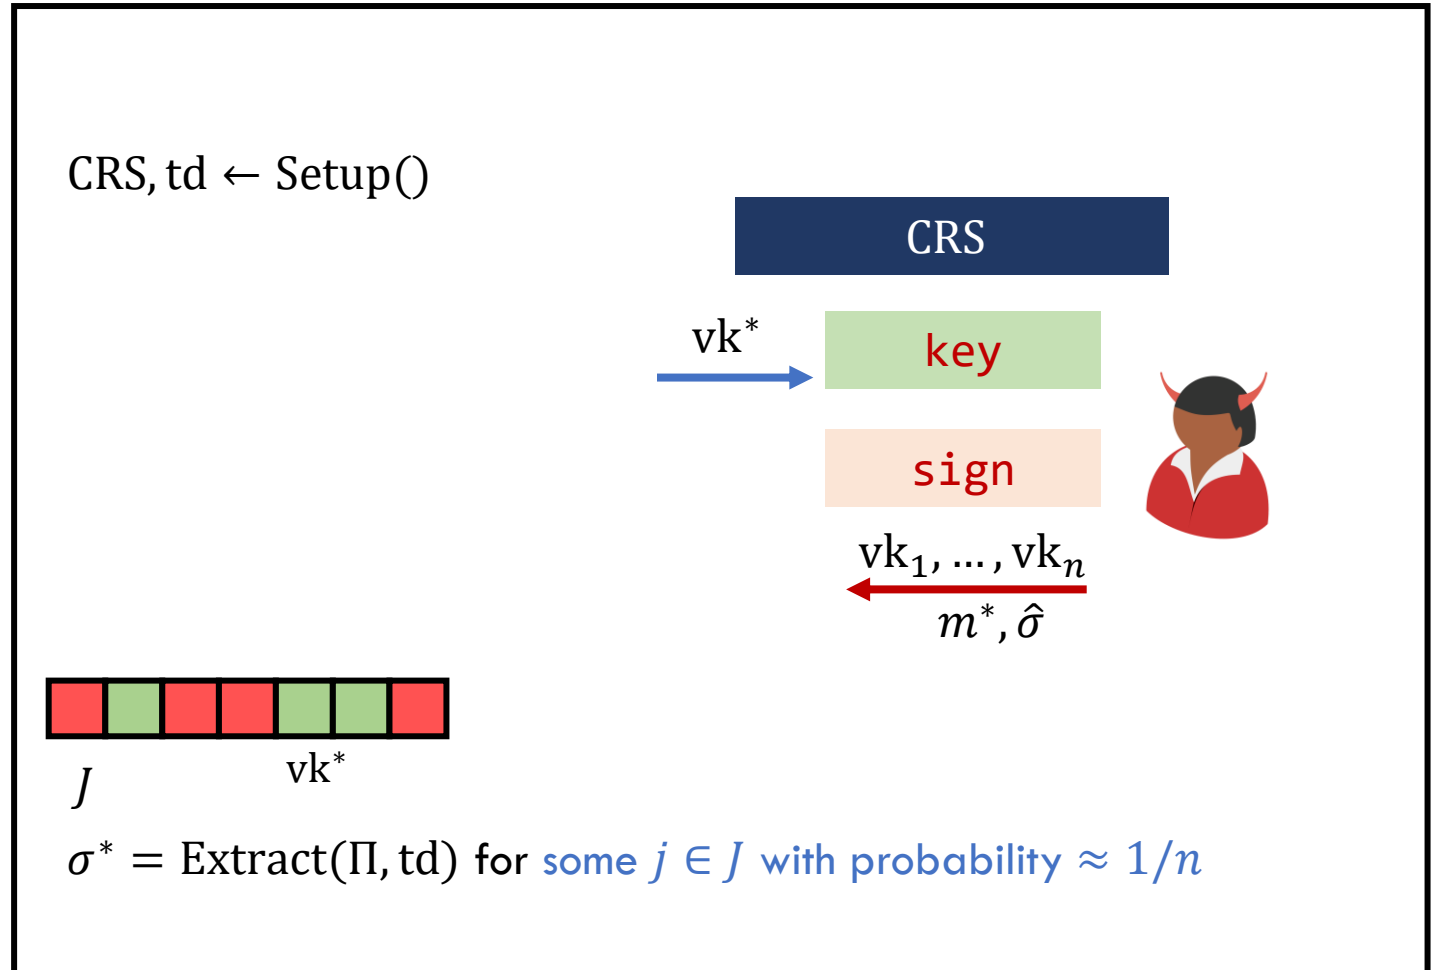 CRS, td ← Setup()
CRS
vk*
key
sign
vk₁, … , vkₙ
m*, σ̂
J
vk*
σ* = Extract(Π, td) for some j ∈ J with probability ≈ 1/n